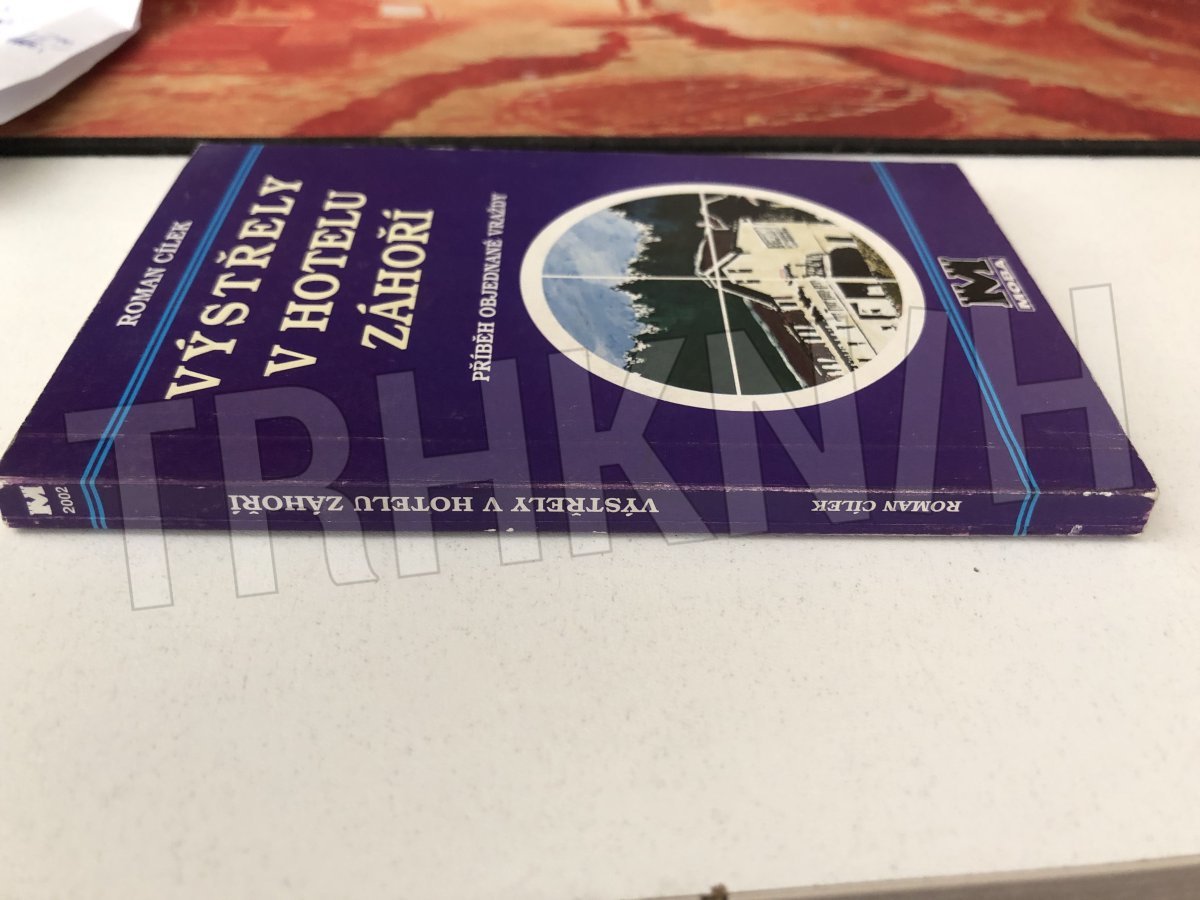 ROMAN CÍLEK
VÝSTŘELY
V HOTELU
ZÁHOŘÍ
PŘÍBĚH OBJEDNANÉ VRAŽDY
M
MOBA
ROMAN CÍLEK
VÝSTŘELY V HOTELU ZÁHOŘÍ
M
2002
TRHKNIH